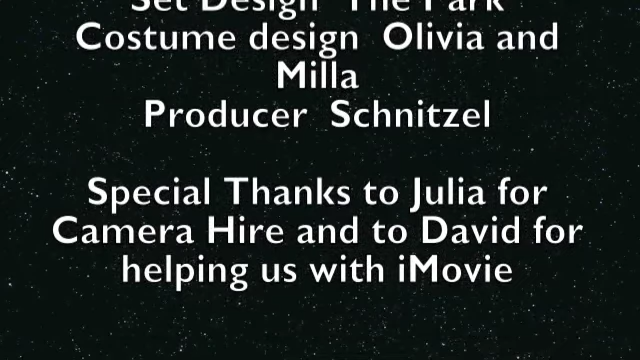 Set Design The Park
Costume design Olivia and
Milla
Producer Schnitzel
Special Thanks to Julia for
Camera Hire and to David for
helping us with iMovie